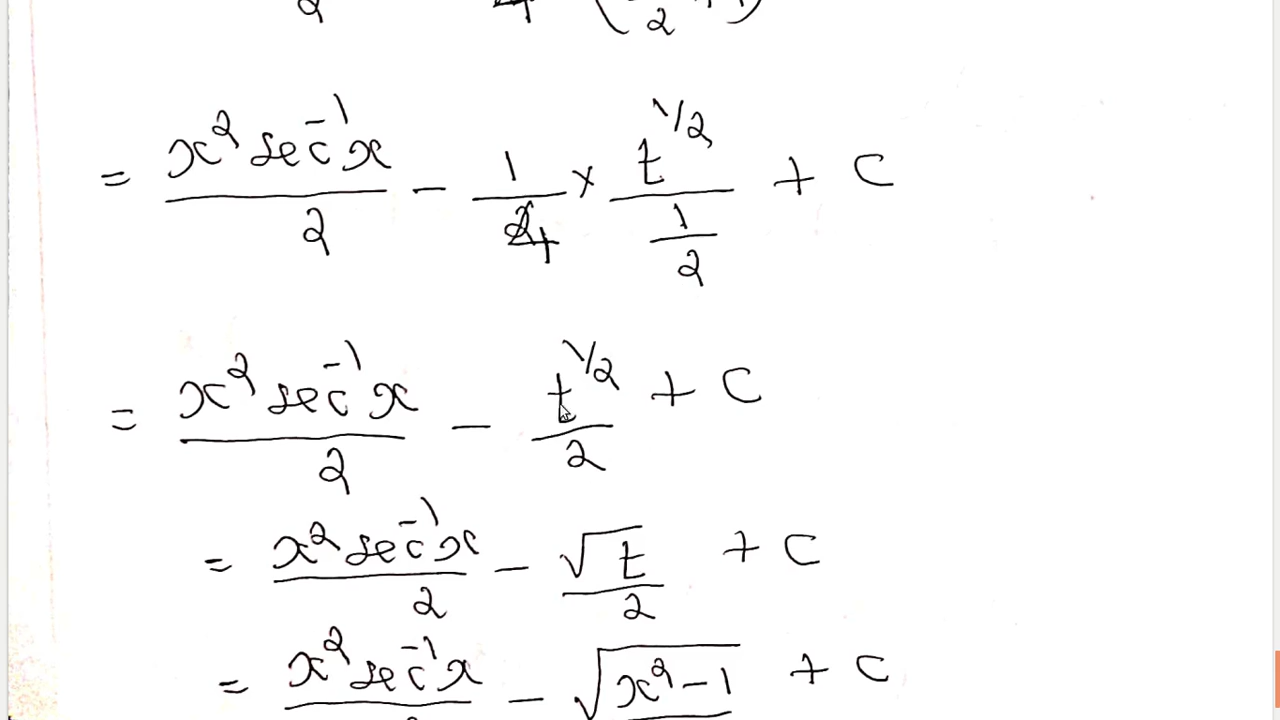 = x² sec⁻¹x / 2 − 1/4 × t^1/2 / (1/2) + c
= x² sec⁻¹x / 2 − t^1/2 / 2 + c
= x² sec⁻¹x / 2 − √t / 2 + c
= x² sec⁻¹x − √(x²−1) + c